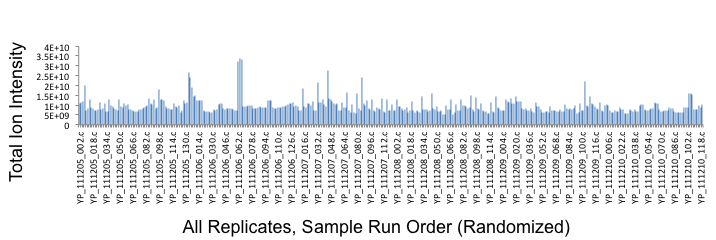 Total Ion Intensity
4E+10
3.5E+10
3E+10
2.5E+10
2E+10
1.5E+10
1E+10
5E+09
0
YP_111205_002.c
YP_111205_018.c
YP_111205_034.c
YP_111205_050.c
YP_111205_066.c
YP_111205_082.c
YP_111205_098.c
YP_111205_114.c
YP_111205_130.c
YP_111206_014.c
YP_111206_030.c
YP_111206_046.c
YP_111206_062.c
YP_111206_078.c
YP_111206_094.c
YP_111206_110.c
YP_111206_126.c
YP_111207_016.c
YP_111207_032.c
YP_111207_048.c
YP_111207_064.c
YP_111207_080.c
YP_111207_096.c
YP_111207_112.c
YP_111208_002.c
YP_111208_018.c
YP_111208_034.c
YP_111208_050.c
YP_111208_066.c
YP_111208_082.c
YP_111208_098.c
YP_111208_114.c
YP_111209_004.c
YP_111209_020.c
YP_111209_036.c
YP_111209_052.c
YP_111209_068.c
YP_111209_084.c
YP_111209_100.c
YP_111209_116.c
YP_111210_006.c
YP_111210_022.c
YP_111210_038.c
YP_111210_054.c
YP_111210_070.c
YP_111210_086.c
YP_111210_102.c
YP_111210_118.c
All Replicates, Sample Run Order (Randomized)